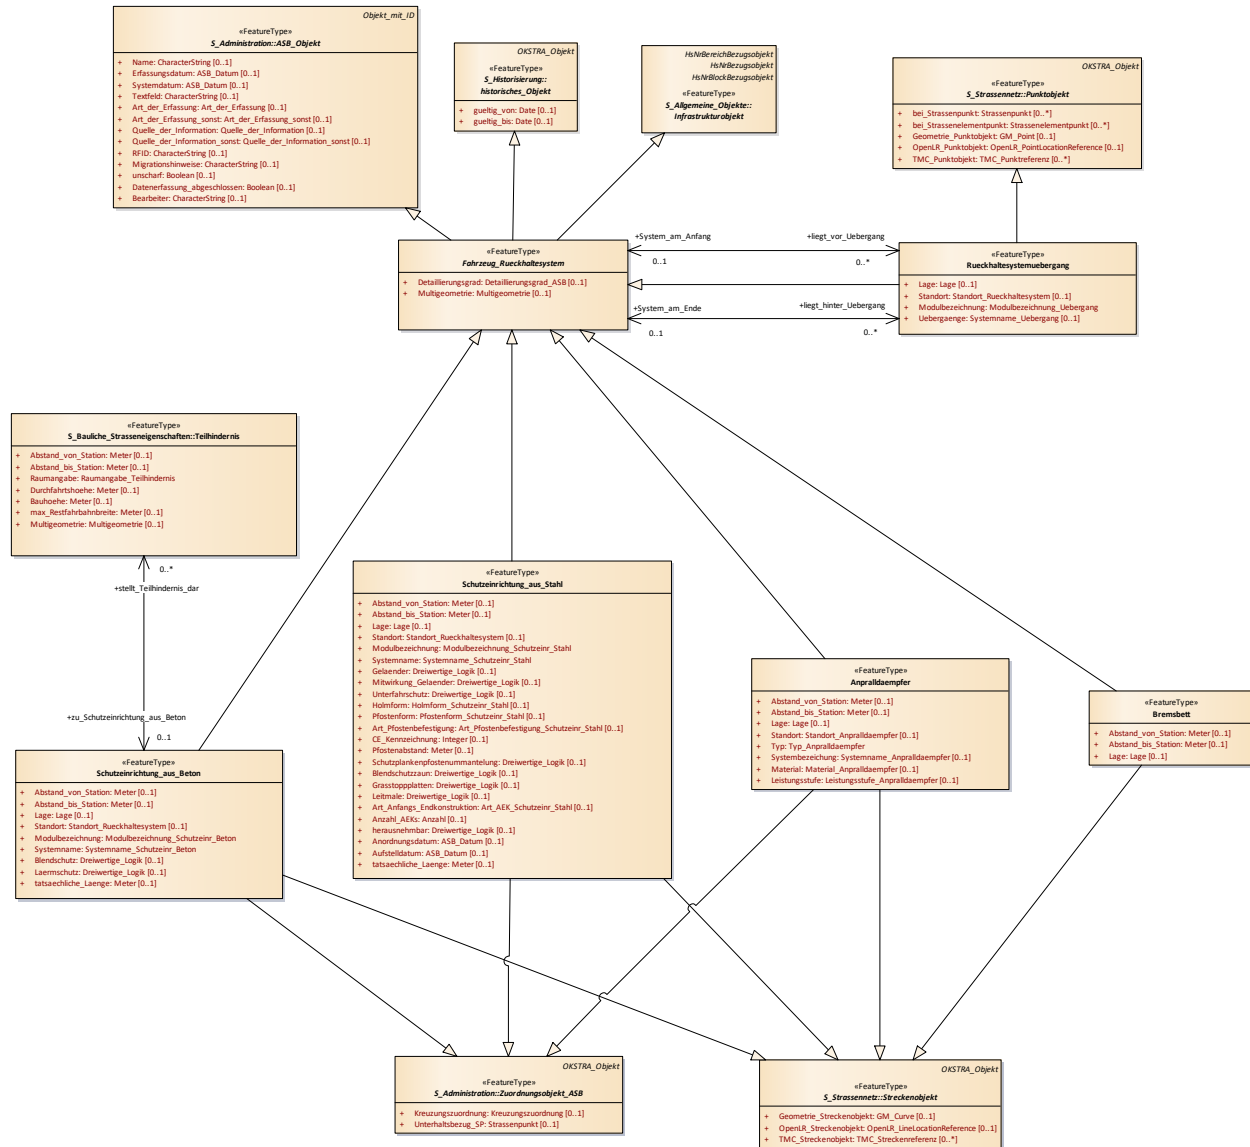 Objekt_mit_ID
«FeatureType»
S_Administration::ASB_Objekt
+ Name: CharacterString [0..1]
+ Erfassungsdatum: ASB_Datum [0..1]
+ Systemdatum: ASB_Datum [0..1]
+ Textfeld: CharacterString [0..1]
+ Art_der_Erfassung: Art_der_Erfassung [0..1]
+ Art_der_Erfassung_sonst: Art_der_Erfassung_sonst [0..1]
+ Quelle_der_Information: Quelle_der_Information [0..1]
+ Quelle_der_Information_sonst: Quelle_der_Information_sonst [0..1]
+ RFID: CharacterString [0..1]
+ Migrationshinweise: CharacterString [0..1]
+ unscharf: Boolean [0..1]
+ Datenerfassung_abgeschlossen: Boolean [0..1]
+ Bearbeiter: CharacterString [0..1]
OKSTRA_Objekt
«FeatureType»
S_Historisierung::
historisches_Objekt
+ gueltig_von: Date [0..1]
+ gueltig_bis: Date [0..1]
HsNrBereichBezugsobjekt
HsNrBezugsobjekt
HsNrBlockBezugsobjekt
«FeatureType»
S_Allgemeine_Objekte::
Infrastrukturobjekt
OKSTRA_Objekt
«FeatureType»
S_Strassennetz::Punktobjekt
+ bei_Strassenpunkt: Strassenpunkt [0..*]
+ bei_Strassenelementpunkt: Strassenelementpunkt [0..*]
+ Geometrie_Punktobjekt: GM_Point [0..1]
+ OpenLR_Punktobjekt: OpenLR_PointLocationReference [0..1]
+ TMC_Punktobjekt: TMC_Punktreferenz [0..*]
«FeatureType»
Fahrzeug_Rueckhaltesystem
+ Detaillierungsgrad: Detaillierungsgrad_ASB [0..1]
+ Multigeometrie: Multigeometrie [0..1]
+System_am_Anfang
0..1
+liegt_vor_Uebergang
0..*
+System_am_Ende
0..1
+liegt_hinter_Uebergang
0..*
«FeatureType»
Rueckhaltesystemuebergang
+ Lage: Lage [0..1]
+ Standort: Standort_Rueckhaltesystem [0..1]
+ Modulbezeichnung: Modulbezeichnung_Uebergang
+ Uebergaenge: Systemname_Uebergang [0..1]
«FeatureType»
S_Bauliche_Strasseneigenschaften::Teilhindernis
+ Abstand_von_Station: Meter [0..1]
+ Abstand_bis_Station: Meter [0..1]
+ Raumangabe: Raumangabe_Teilhindernis
+ Durchfahrtshoehe: Meter [0..1]
+ Bauhoehe: Meter [0..1]
+ max_Restfahrbahnbreite: Meter [0..1]
+ Multigeometrie: Multigeometrie [0..1]
0..*
+stellt_Teilhindernis_dar
+zu_Schutzeinrichtung_aus_Beton
0..1
«FeatureType»
Schutzeinrichtung_aus_Beton
+ Abstand_von_Station: Meter [0..1]
+ Abstand_bis_Station: Meter [0..1]
+ Lage: Lage [0..1]
+ Standort: Standort_Rueckhaltesystem [0..1]
+ Modulbezeichnung: Modulbezeichnung_Schutzeinr_Beton
+ Systemname: Systemname_Schutzeinr_Beton
+ Blendschutz: Dreiwertige_Logik [0..1]
+ Laermschutz: Dreiwertige_Logik [0..1]
+ tatsaechliche_Laenge: Meter [0..1]
«FeatureType»
Schutzeinrichtung_aus_Stahl
+ Abstand_von_Station: Meter [0..1]
+ Abstand_bis_Station: Meter [0..1]
+ Lage: Lage [0..1]
+ Standort: Standort_Rueckhaltesystem [0..1]
+ Modulbezeichnung: Modulbezeichnung_Schutzeinr_Stahl
+ Systemname: Systemname_Schutzeinr_Stahl
+ Gelaender: Dreiwertige_Logik [0..1]
+ Mitwirkung_Gelaender: Dreiwertige_Logik [0..1]
+ Unterfahrschutz: Dreiwertige_Logik [0..1]
+ Holmform: Holmform_Schutzeinr_Stahl [0..1]
+ Pfostenform: Pfostenform_Schutzeinr_Stahl [0..1]
+ Art_Pfostenbefestigung: Art_Pfostenbefestigung_Schutzeinr_Stahl [0..1]
+ CE_Kennzeichnung: Integer [0..1]
+ Pfostenabstand: Meter [0..1]
+ Schutzplankenpfostenummantelung: Dreiwertige_Logik [0..1]
+ Blendschutzzaun: Dreiwertige_Logik [0..1]
+ Grasstoppplatten: Dreiwertige_Logik [0..1]
+ Leitmale: Dreiwertige_Logik [0..1]
+ Art_Anfangs_Endkonstruktion: Art_AEK_Schutzeinr_Stahl [0..1]
+ Anzahl_AEKs: Anzahl [0..1]
+ herausnehmbar: Dreiwertige_Logik [0..1]
+ Anordnungsdatum: ASB_Datum [0..1]
+ Aufstelldatum: ASB_Datum [0..1]
+ tatsaechliche_Laenge: Meter [0..1]
«FeatureType»
Anpralldaempfer
+ Abstand_von_Station: Meter [0..1]
+ Abstand_bis_Station: Meter [0..1]
+ Lage: Lage [0..1]
+ Standort: Standort_Anpralldaempfer [0..1]
+ Typ: Typ_Anpralldaempfer
+ Systembezeichung: Systemname_Anpralldaempfer [0..1]
+ Material: Material_Anpralldaempfer [0..1]
+ Leistungsstufe: Leistungsstufe_Anpralldaempfer [0..1]
«FeatureType»
Bremsbett
+ Abstand_von_Station: Meter [0..1]
+ Abstand_bis_Station: Meter [0..1]
+ Lage: Lage [0..1]
OKSTRA_Objekt
«FeatureType»
S_Administration::Zuordnungsobjekt_ASB
+ Kreuzungszuordnung: Kreuzungszuordnung [0..1]
+ Unterhaltsbezug_SP: Strassenpunkt [0..1]
OKSTRA_Objekt
«FeatureType»
S_Strassennetz::Streckenobjekt
+ Geometrie_Streckenobjekt: GM_Curve [0..1]
+ OpenLR_Streckenobjekt: OpenLR_LineLocationReference [0..1]
+ TMC_Streckenobjekt: TMC_Streckenreferenz [0..*]